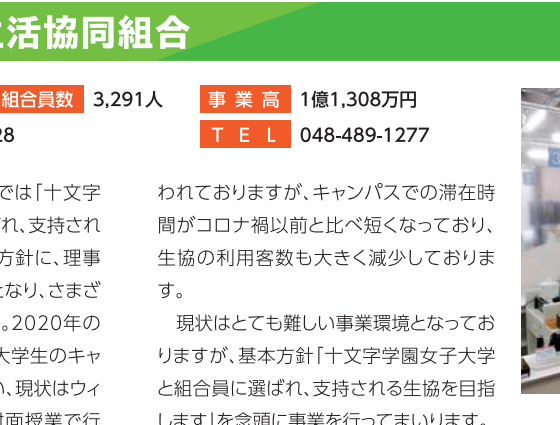 生活協同組合
組合員数 3,291人
事業高 1億1,308万円
28
TEL 048-489-1277
では「十文字
れ、支持され
方針に、理事
となり、さまざ
。2020年の
大学生のキャ
い、現状はウィ
対面授業で行
われておりますが、キャンパスでの滞在時
間がコロナ禍以前と比べ短くなっており、
生協の利用客数も大きく減少しておりま
す。
現状はとても難しい事業環境となってお
りますが、基本方針「十文字学園女子大学
と組合員に選ばれ、支持される生協を目指
します」を念頭に事業を行ってまいります。